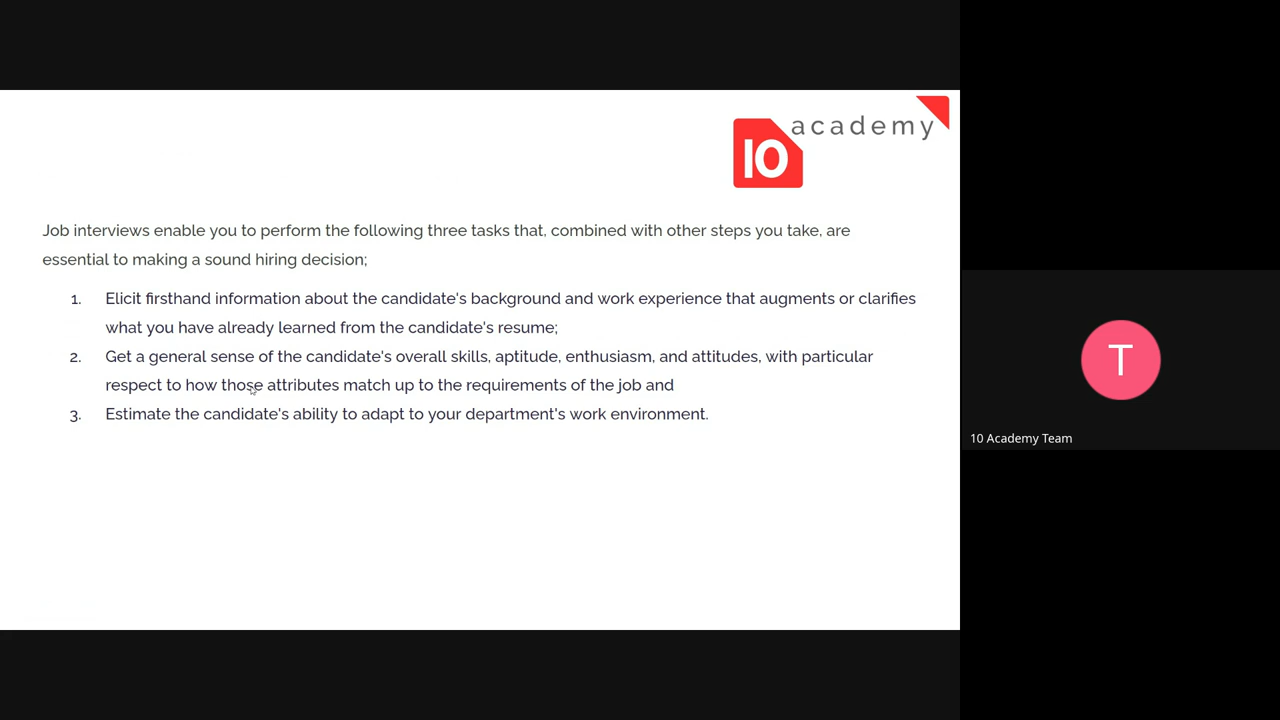 academy
10
Job interviews enable you to perform the following three tasks that, combined with other steps you take, are
essential to making a sound hiring decision;
1. Elicit firsthand information about the candidate's background and work experience that augments or clarifies
what you have already learned from the candidate's resume;
2. Get a general sense of the candidate's overall skills, aptitude, enthusiasm, and attitudes, with particular
respect to how those attributes match up to the requirements of the job and
3. Estimate the candidate's ability to adapt to your department's work environment.
T
10 Academy Team